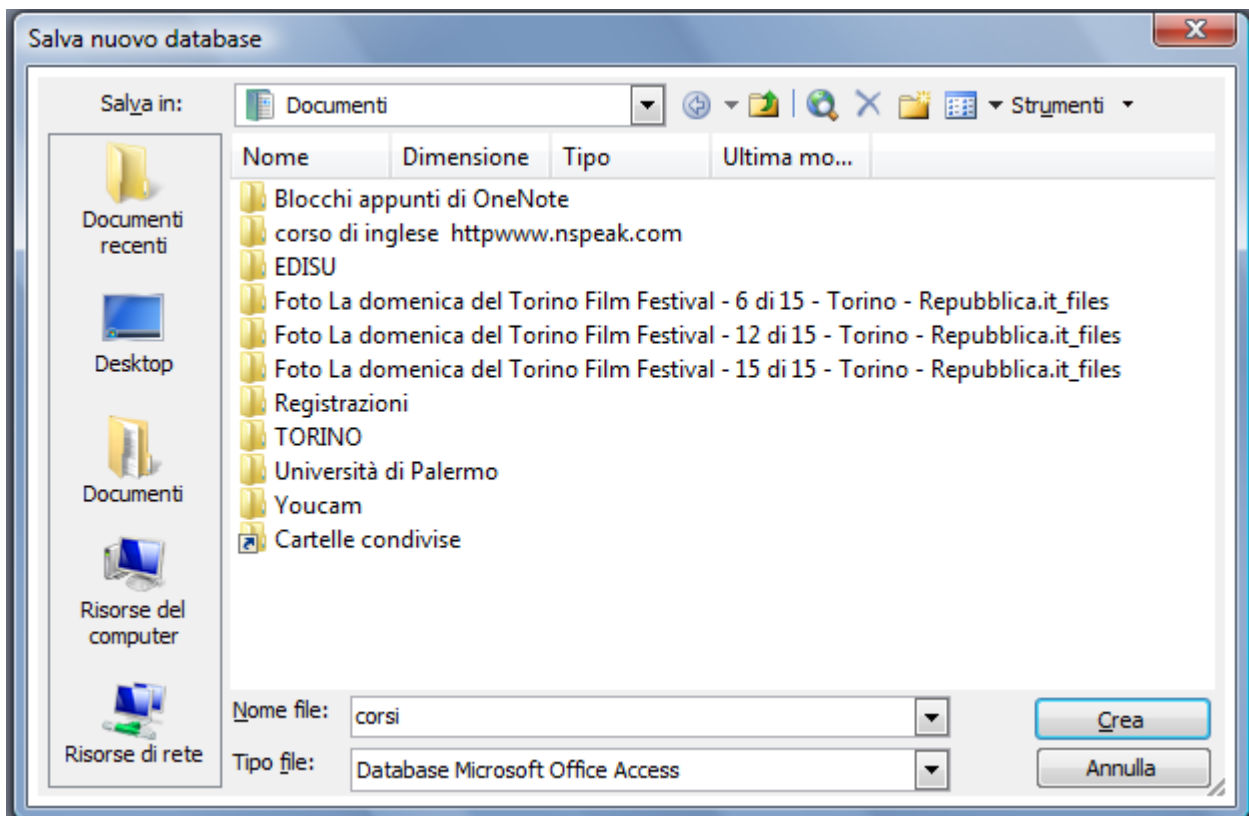 Salva nuovo database
Salva in:
Documenti
Strumenti
Nome Dimensione Tipo Ultima mo...
Documenti
recenti
Desktop
Documenti
Risorse del
computer
Risorse di rete
Blocchi appunti di OneNote
corso di inglese httpwww.nspeak.com
EDISU
Foto La domenica del Torino Film Festival - 6 di 15 - Torino - Repubblica.it_files
Foto La domenica del Torino Film Festival - 12 di 15 - Torino - Repubblica.it_files
Foto La domenica del Torino Film Festival - 15 di 15 - Torino - Repubblica.it_files
Registrazioni
TORINO
Università di Palermo
Youcam
Cartelle condivise
Nome file: corsi
Crea
Tipo file: Database Microsoft Office Access
Annulla